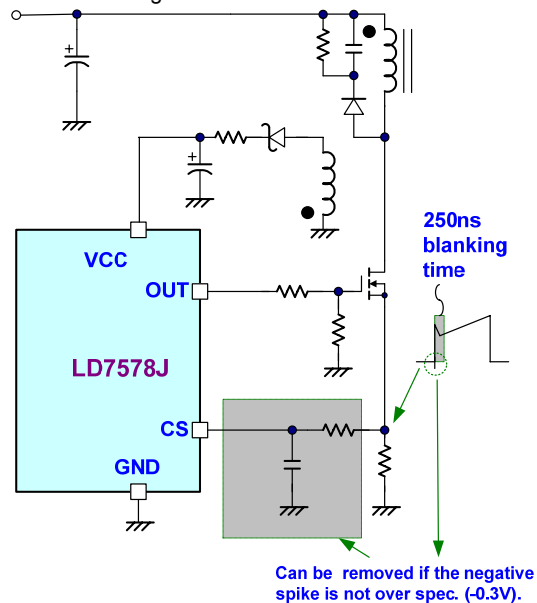 250ns
blanking
time
VCC
OUT
LD7578J
CS
GND
Can be removed if the negative
spike is not over spec. (-0.3V).